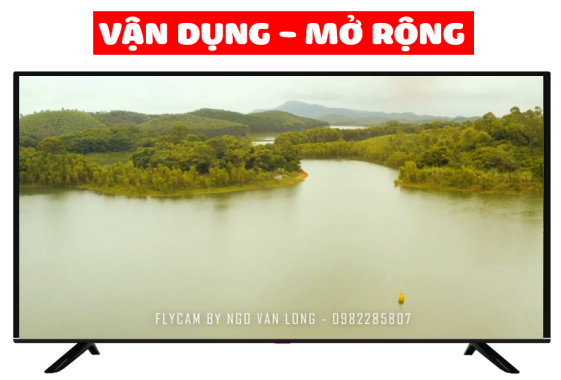 VẬN DỤNG – MỞ RỘNG
FLYCAM BY NGO VAN LONG - 0982285807